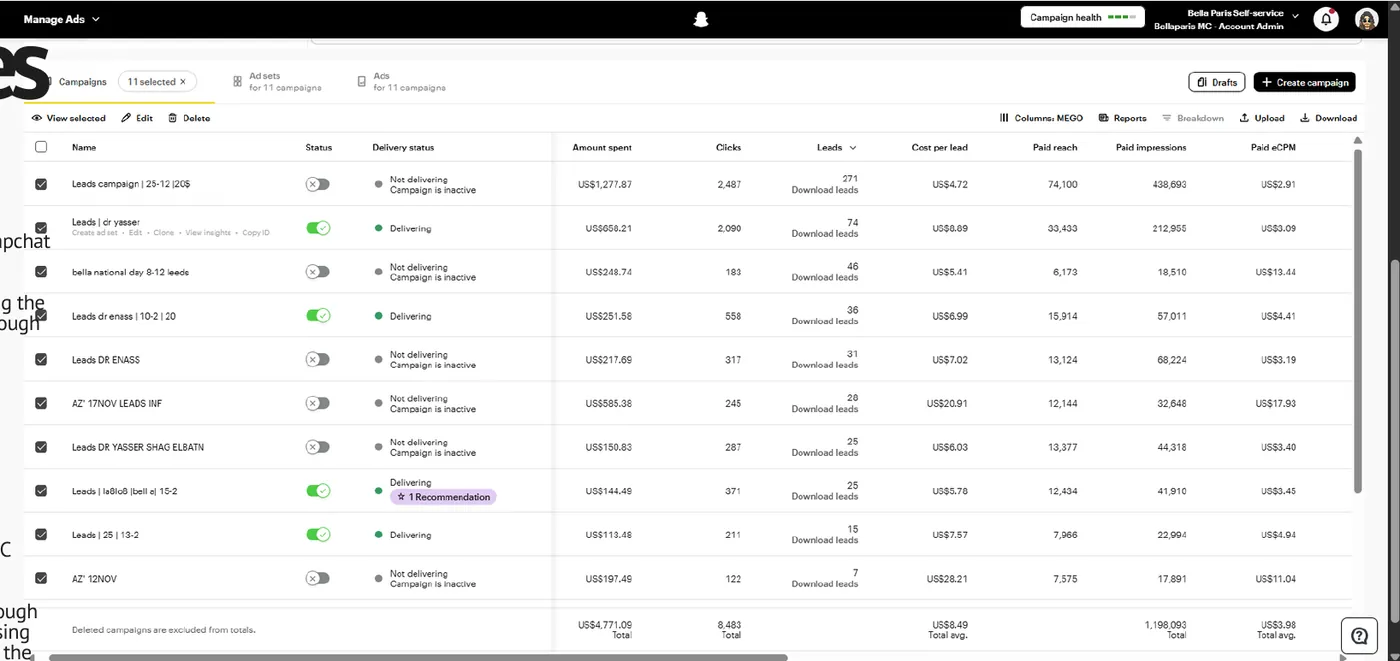 Manage Ads
Campaign health
Bella Paris Self-service
Bellaparis MC - Account Admin
es
Campaigns
11 selected ×
Ad sets
for 11 campaigns
Ads
for 11 campaigns
Drafts
+ Create campaign
View selected Edit Delete
Columns: MEGO Reports Breakdown Upload Download
Name Status Delivery status Amount spent Clicks Leads Cost per lead Paid reach Paid impressions Paid eCPM
Leads campaign | 25-12 |20$ Not delivering US$1,277.87 2,487 271 US$4.72 74,100 438,693 US$2.91
Campaign is inactive Download leads
Leads | dr yasser Delivering US$658.21 2,090 74 US$8.89 33,433 212,955 US$3.09
Create ad set • Edit • Clone • View insights • Copy ID Download leads
pchat
bella national day 8-12 leeds Not delivering US$248.74 183 46 US$5.41 6,173 18,510 US$13.44
Campaign is inactive Download leads
g the
ough
Leads dr enass | 10-2 | 20 Delivering US$251.58 558 36 US$6.99 15,914 57,011 US$4.41
Download leads
Leads DR ENASS Not delivering US$217.69 317 31 US$7.02 13,124 68,224 US$3.19
Campaign is inactive Download leads
AZ' 17NOV LEADS INF Not delivering US$585.38 245 28 US$20.91 12,144 32,648 US$17.93
Campaign is inactive Download leads
Leads DR YASSER SHAG ELBATN Not delivering US$150.83 287 25 US$6.03 13,377 44,318 US$3.40
Campaign is inactive Download leads
Leads | |bell a| 15-2 Delivering US$144.49 371 25 US$5.78 12,434 41,910 US$3.45
1 Recommendation Download leads
Leads | 25 | 13-2 Delivering US$113.48 211 15 US$7.57 7,966 22,994 US$4.94
Download leads
C
AZ' 12NOV Not delivering US$197.49 122 7 US$28.21 7,575 17,891 US$11.04
Campaign is inactive Download leads
ough
sing
the
Deleted campaigns are excluded from totals. US$4,771.09 8,483 US$8.49 1,198,093 US$3.98
Total Total Total avg. Total Total avg.